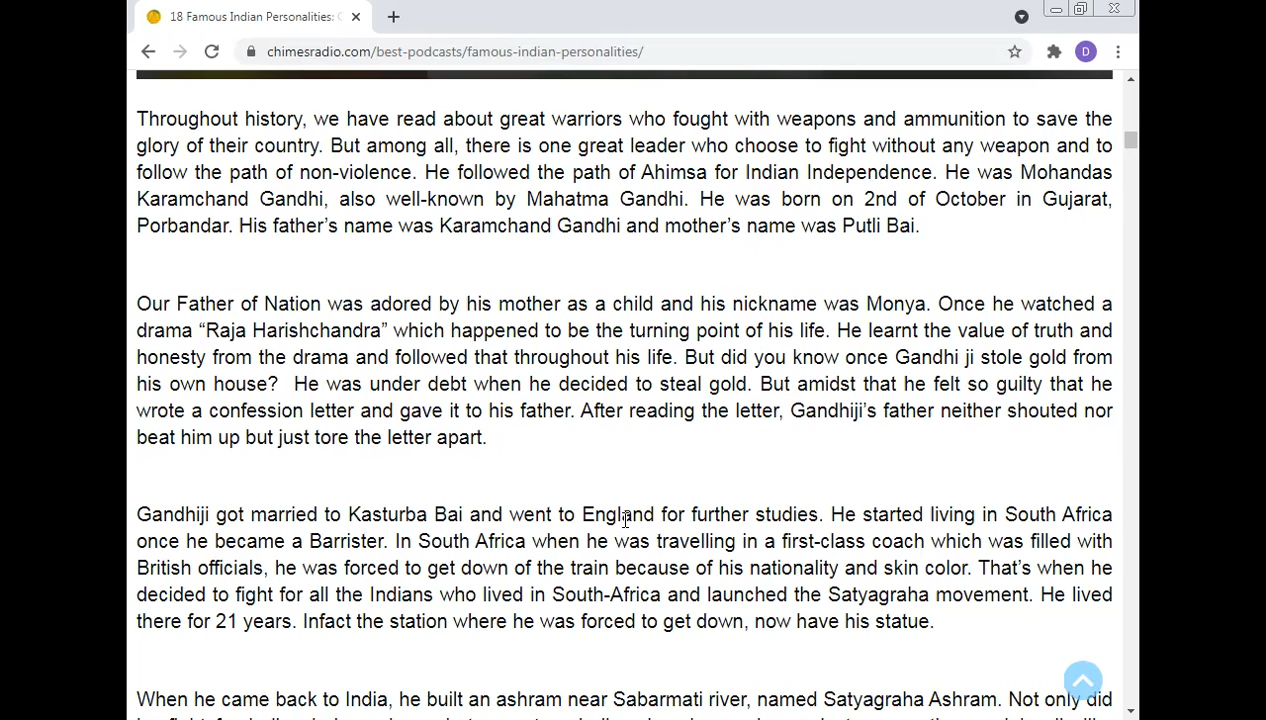 18 Famous Indian Personalities:
chimesradio.com/best-podcasts/famous-indian-personalities/
D
Throughout history, we have read about great warriors who fought with weapons and ammunition to save the
glory of their country. But among all, there is one great leader who choose to fight without any weapon and to
follow the path of non-violence. He followed the path of Ahimsa for Indian Independence. He was Mohandas
Karamchand Gandhi, also well-known by Mahatma Gandhi. He was born on 2nd of October in Gujarat,
Porbandar. His father’s name was Karamchand Gandhi and mother’s name was Putli Bai.
Our Father of Nation was adored by his mother as a child and his nickname was Monya. Once he watched a
drama “Raja Harishchandra” which happened to be the turning point of his life. He learnt the value of truth and
honesty from the drama and followed that throughout his life. But did you know once Gandhi ji stole gold from
his own house?  He was under debt when he decided to steal gold. But amidst that he felt so guilty that he
wrote a confession letter and gave it to his father. After reading the letter, Gandhiji’s father neither shouted nor
beat him up but just tore the letter apart.
Gandhiji got married to Kasturba Bai and went to England for further studies. He started living in South Africa
once he became a Barrister. In South Africa when he was travelling in a first-class coach which was filled with
British officials, he was forced to get down of the train because of his nationality and skin color. That’s when he
decided to fight for all the Indians who lived in South-Africa and launched the Satyagraha movement. He lived
there for 21 years. Infact the station where he was forced to get down, now have his statue.
When he came back to India, he built an ashram near Sabarmati river, named Satyagraha Ashram. Not only did